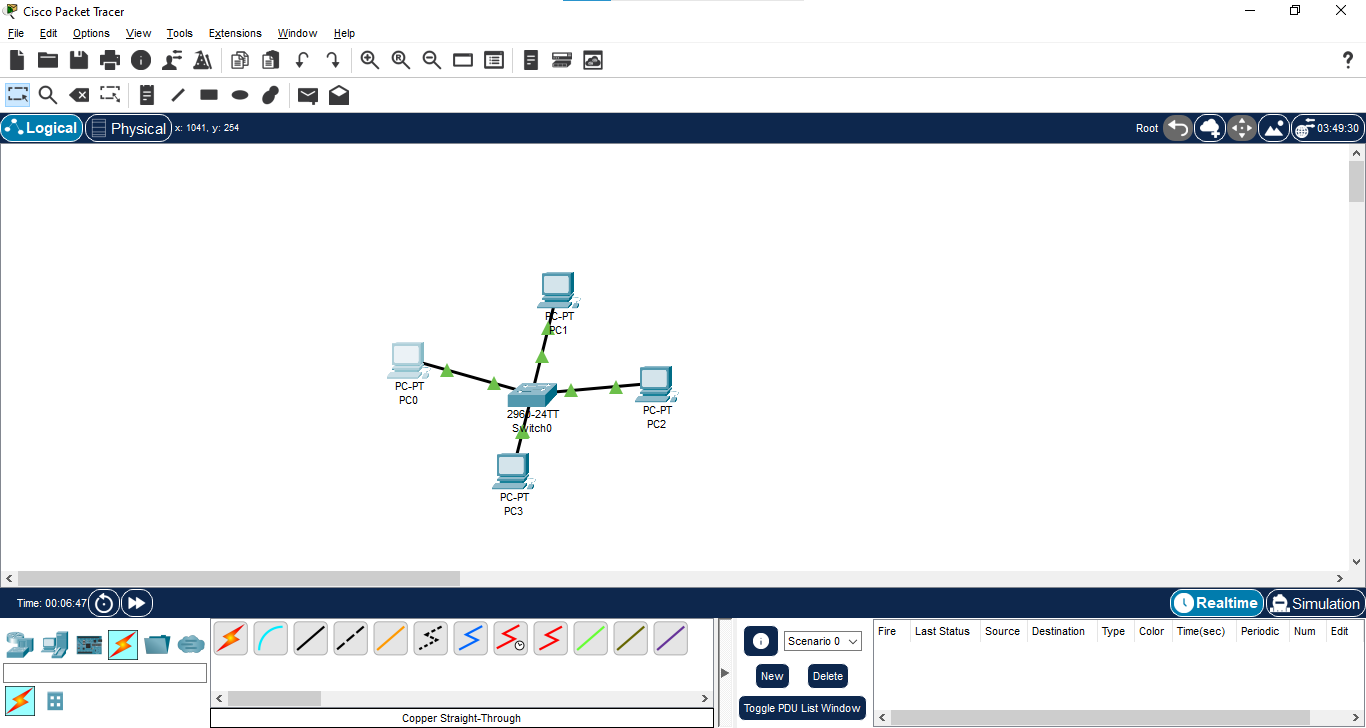 Cisco Packet Tracer
File Edit Options View Tools Extensions Window Help
?
Logical Physical x: 1041, y: 254 Root 03:49:30
PC-PT
PC1
PC-PT
PC0
PC-PT
PC2
2960-24TT
Switch0
PC-PT
PC3
Time: 00:06:47 Realtime Simulation
Scenario 0
New Delete
Toggle PDU List Window
Fire Last Status Source Destination Type Color Time(sec) Periodic Num Edit
Copper Straight-Through